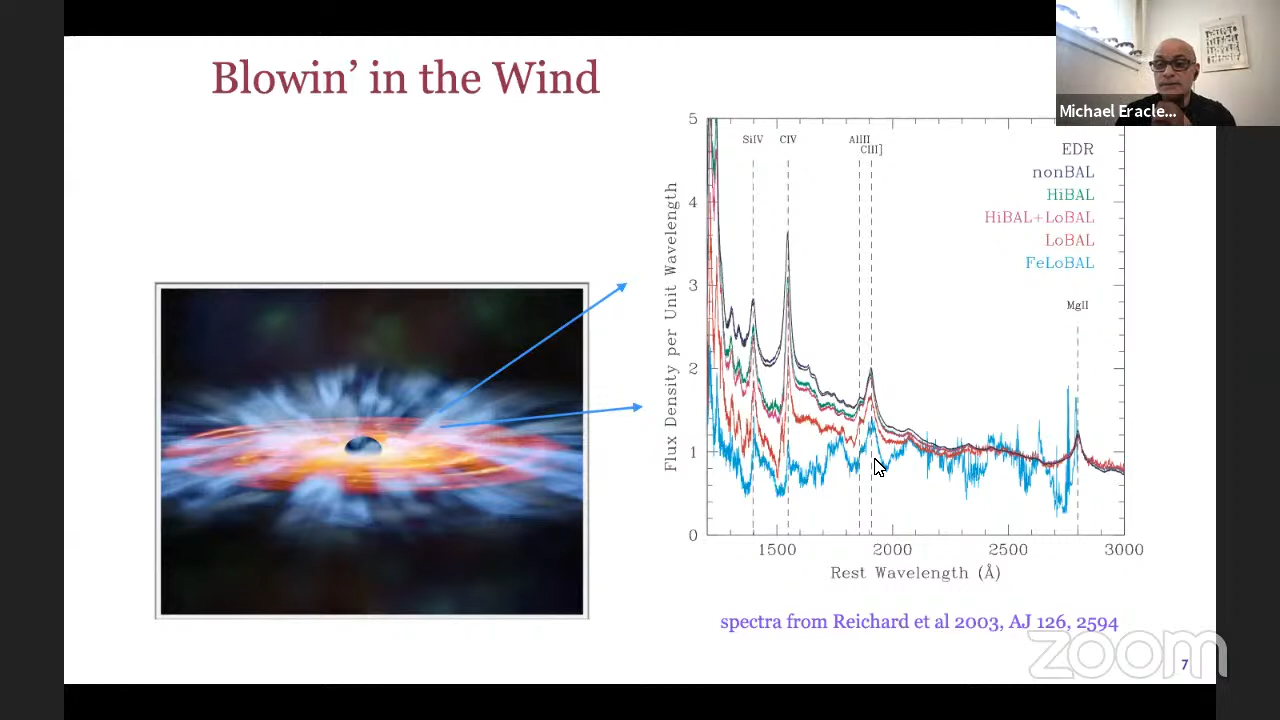 Blowin' in the Wind
Michael Eracle...
5
4
3
2
1
0
Flux Density per Unit Wavelength
SiIV
CIV
AlIII
CIII]
EDR
nonBAL
HiBAL
HiBAL+LoBAL
LoBAL
FeLoBAL
MgII
1500
2000
2500
3000
Rest Wavelength (Å)
spectra from Reichard et al 2003, AJ 126, 2594
zoom
7